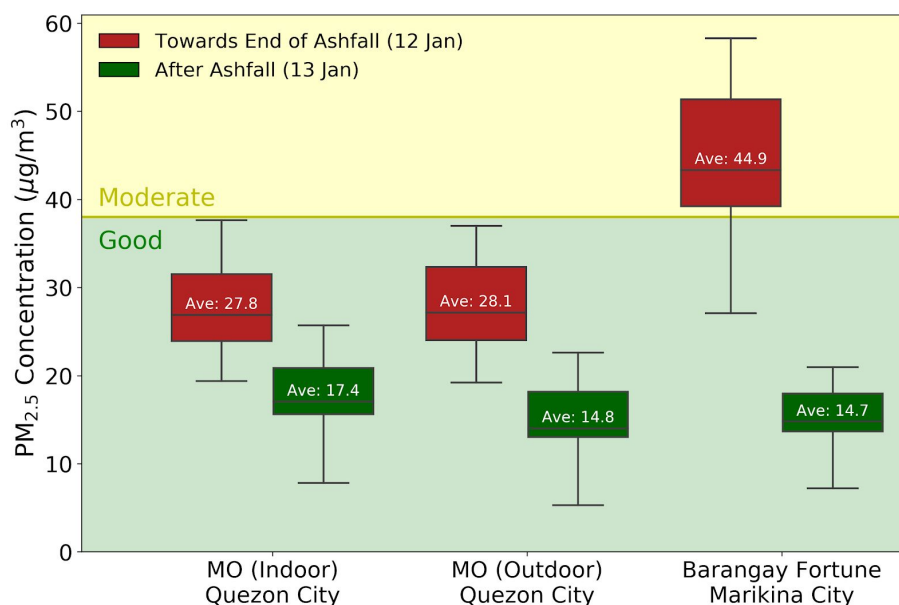 60
50
40
30
20
10
0
PM2.5 Concentration (μg/m³)
Towards End of Ashfall (12 Jan)
After Ashfall (13 Jan)
Moderate
Good
Ave: 27.8
Ave: 17.4
Ave: 28.1
Ave: 14.8
Ave: 44.9
Ave: 14.7
MO (Indoor)
Quezon City
MO (Outdoor)
Quezon City
Barangay Fortune
Marikina City